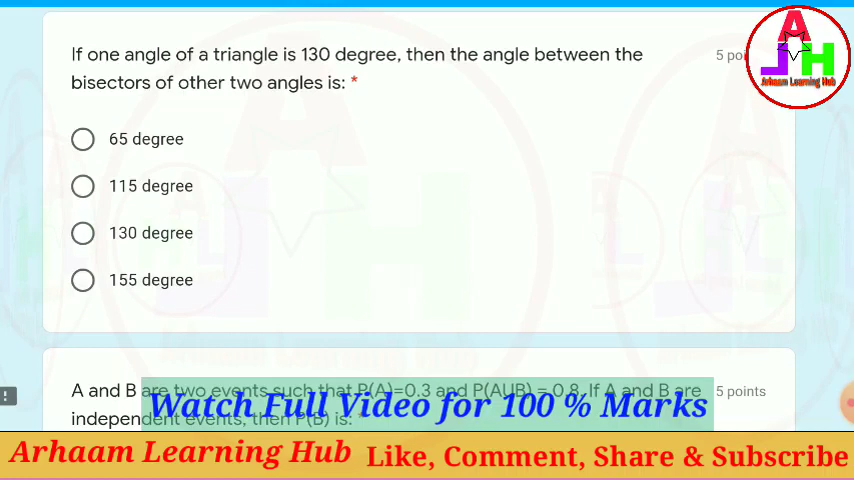 If one angle of a triangle is 130 degree, then the angle between the
bisectors of other two angles is: *
5 poi
A
J H
Arhaam Learning Hub
65 degree
115 degree
130 degree
155 degree
A and B are two events such that P(A)=0.3 and P(AUB) = 0.8. If A and B are
5 points
independent events, then P(B) is:
Watch Full Video for 100 % Marks
Arhaam Learning Hub
Like, Comment, Share & Subscribe